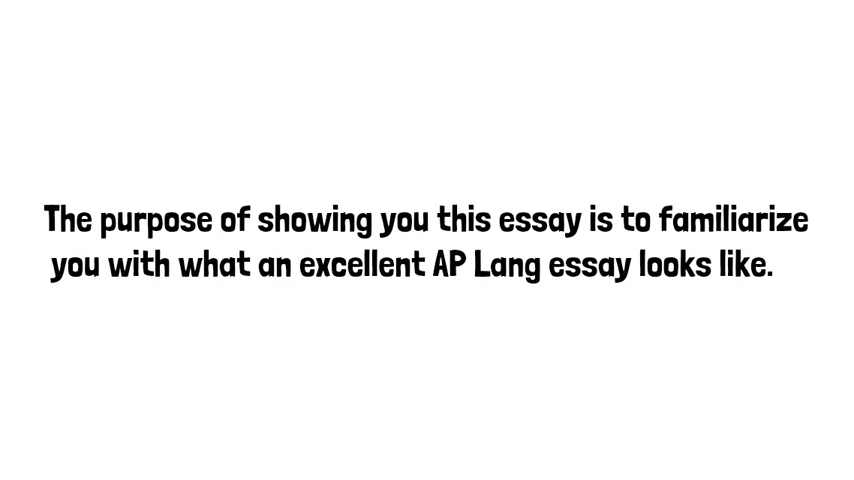 The purpose of showing you this essay is to familiarize
you with what an excellent AP Lang essay looks like.